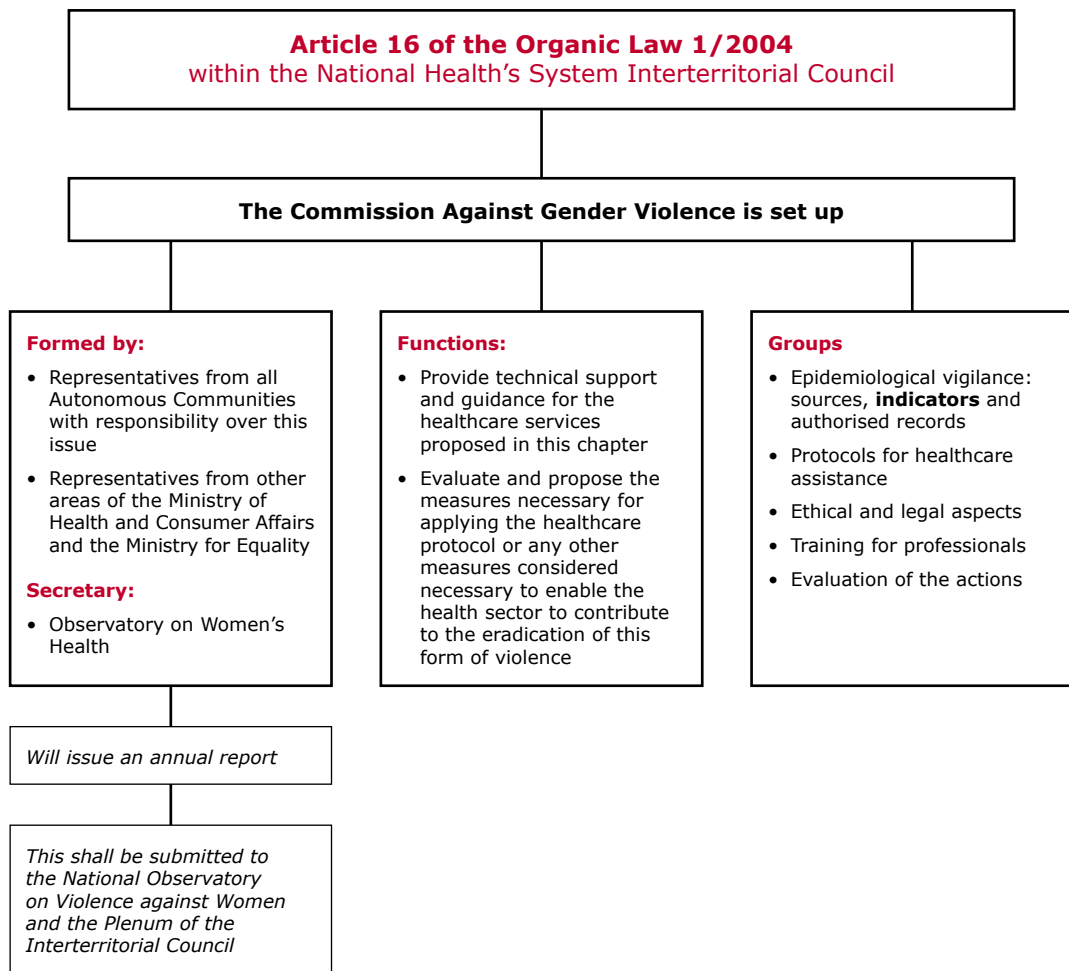 Article 16 of the Organic Law 1/2004
within the National Health’s System Interterritorial Council
The Commission Against Gender Violence is set up
Formed by:
• Representatives from all
Autonomous Communities
with responsibility over this
issue
• Representatives from other
areas of the Ministry of
Health and Consumer Affairs
and the Ministry for Equality
Secretary:
• Observatory on Women’s
Health
Functions:
• Provide technical support
and guidance for the
healthcare services
proposed in this chapter
• Evaluate and propose the
measures necessary for
applying the healthcare
protocol or any other
measures considered
necessary to enable the
health sector to contribute
to the eradication of this
form of violence
Groups
• Epidemiological vigilance:
sources, indicators and
authorised records
• Protocols for healthcare
assistance
• Ethical and legal aspects
• Training for professionals
• Evaluation of the actions
Will issue an annual report
This shall be submitted to
the National Observatory
on Violence against Women
and the Plenum of the
Interterritorial Council